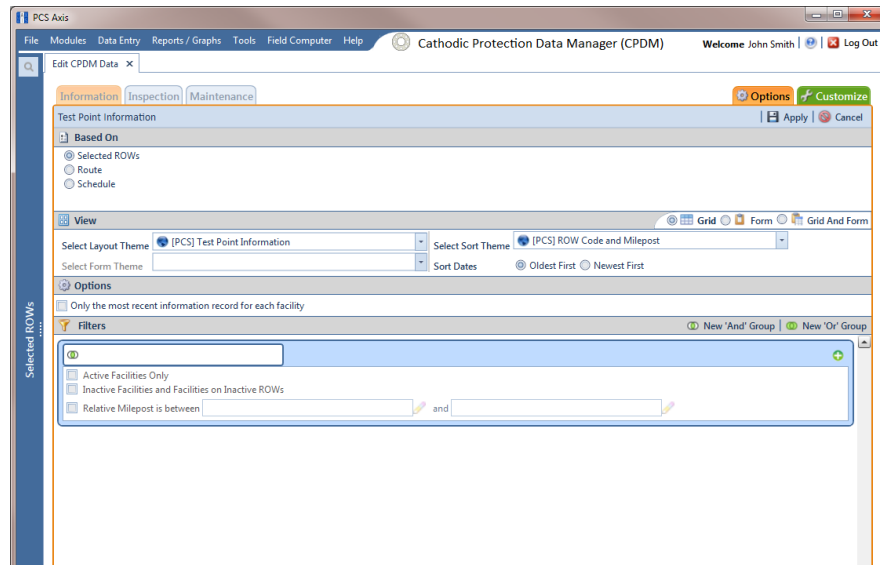 PCS Axis
File Modules Data Entry Reports / Graphs Tools Field Computer Help Cathodic Protection Data Manager (CPDM) Welcome John Smith | Log Out
Edit CPDM Data
Information Inspection Maintenance Options Customize
Test Point Information | Apply | Cancel
Based On
Selected ROWs
Route
Schedule
View Grid Form Grid And Form
Select Layout Theme [PCS] Test Point Information Select Sort Theme [PCS] ROW Code and Milepost
Select Form Theme Sort Dates Oldest First Newest First
Options
Only the most recent information record for each facility
Filters New 'And' Group | New 'Or' Group
Active Facilities Only
Inactive Facilities and Facilities on Inactive ROWs
Relative Milepost is between and
Selected ROWs